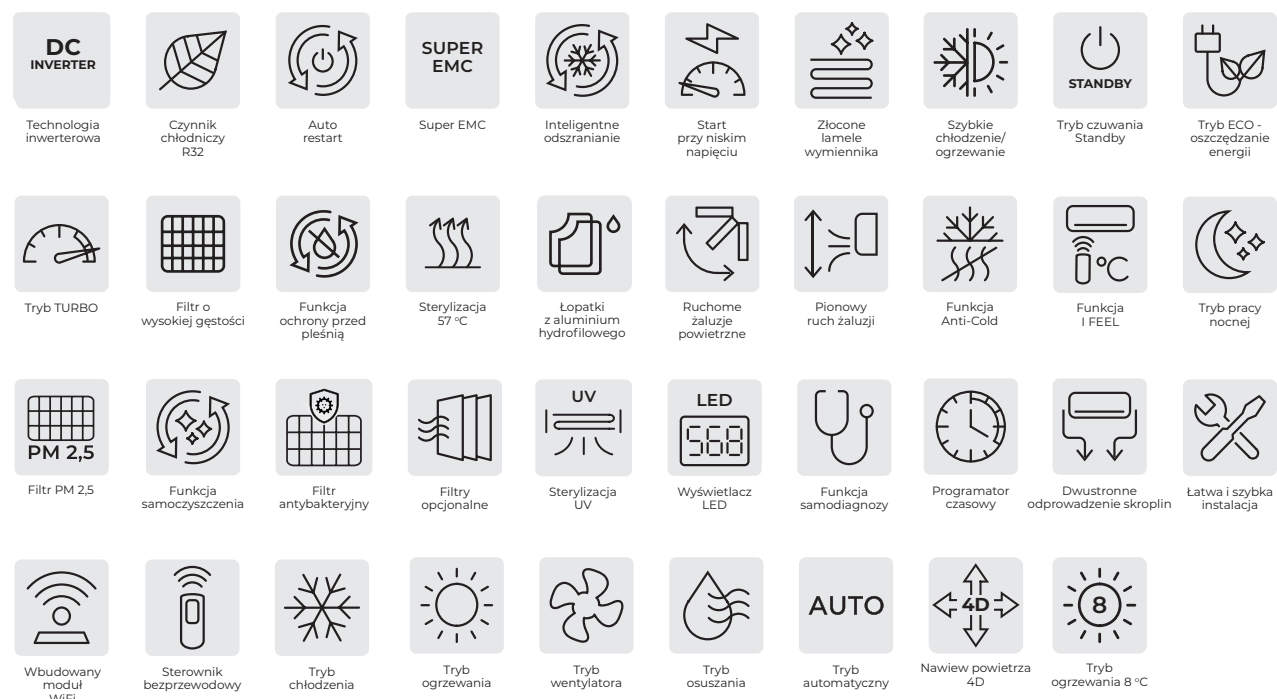 DC
INVERTER
Technologia
inwerterowa
Czynnik
chłodniczy
R32
Auto
restart
SUPER
EMC
Super EMC
Inteligentne
odszranianie
Start
przy niskim
napięciu
Złocone
lamele
wymiennika
Szybkie
chłodzenie/
ogrzewanie
STANDBY
Tryb czuwania
Standby
Tryb ECO -
oszczędzanie
energii
Tryb TURBO
Filtr o
wysokiej gęstości
Funkcja
ochrony przed
pleśnią
Sterylizacja
57 °C
Łopatki
z aluminium
hydrofilowego
Ruchome
żaluzje
powietrzne
Pionowy
ruch żaluzji
Funkcja
Anti-Cold
°C
Funkcja
I FEEL
Tryb pracy
nocnej
PM 2,5
Filtr PM 2,5
Funkcja
samoczyszczenia
Filtr
antybakteryjny
Filtry
opcjonalne
UV
Sterylizacja
UV
LED
568
Wyświetlacz
LED
Funkcja
samodiagnozy
Programator
czasowy
Dwustronne
odprowadzenie skroplin
Łatwa i szybka
instalacja
Wbudowany
moduł
WiFi
Sterownik
bezprzewodowy
Tryb
chłodzenia
Tryb
ogrzewania
Tryb
wentylatora
Tryb
osuszania
AUTO
Tryb
automatyczny
4D
Nawiew powietrza
4D
8
Tryb
ogrzewania 8 °C